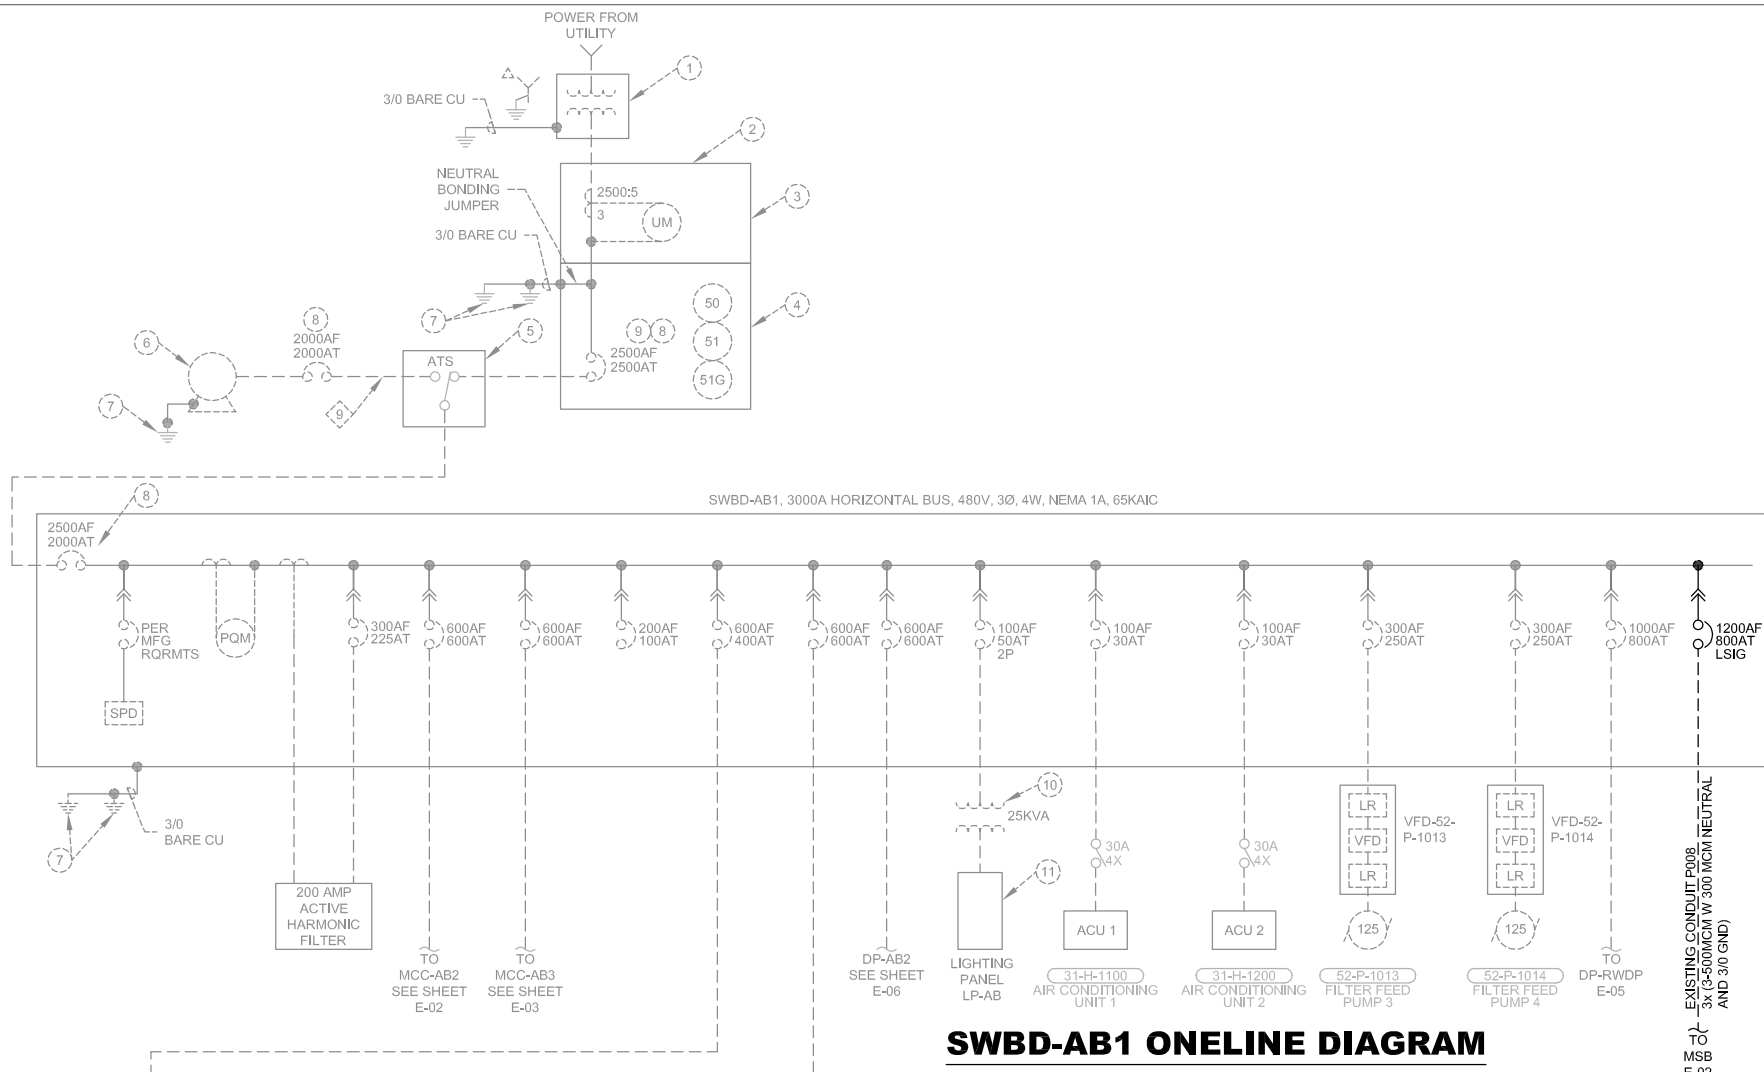 POWER FROM
UTILITY
1
3/0 BARE CU
2
NEUTRAL
BONDING
JUMPER
2500:5
3
UM
3
3/0 BARE CU
50
4
7
5
9
8
51
51G
2500AF
2500AT
8
2000AF
2000AT
6
ATS
7
9
8
SWBD-AB1, 3000A HORIZONTAL BUS, 480V, 3Ø, 4W, NEMA 1A, 65KAIC
2500AF
2000AT
PER
MFG
RQRMTS
PQM
300AF
225AT
600AF
600AT
600AF
600AT
200AF
100AT
600AF
400AT
600AF
600AT
600AF
600AT
100AF
50AT
2P
100AF
30AT
100AF
30AT
300AF
250AT
300AF
250AT
1000AF
800AT
1200AF
800AT
LSIG
SPD
3/0
BARE CU
7
10
25KVA
11
30A
4X
30A
4X
LR
VFD
LR
VFD-52-
P-1013
LR
VFD
LR
VFD-52-
P-1014
EXISTING CONDUIT P008
3x (3-500MCM W 300 MCM NEUTRAL
AND 3/0 GND)
200 AMP
ACTIVE
HARMONIC
FILTER
TO
MCC-AB2
SEE SHEET
E-02
TO
MCC-AB3
SEE SHEET
E-03
DP-AB2
SEE SHEET
E-06
LIGHTING
PANEL
LP-AB
ACU 1
31-H-1100
AIR CONDITIONING
UNIT 1
ACU 2
31-H-1200
AIR CONDITIONING
UNIT 2
125
52-P-1013
FILTER FEED
PUMP 3
125
52-P-1014
FILTER FEED
PUMP 4
TO
DP-RWDP
E-05
TO
MSB
SWBD-AB1 ONELINE DIAGRAM